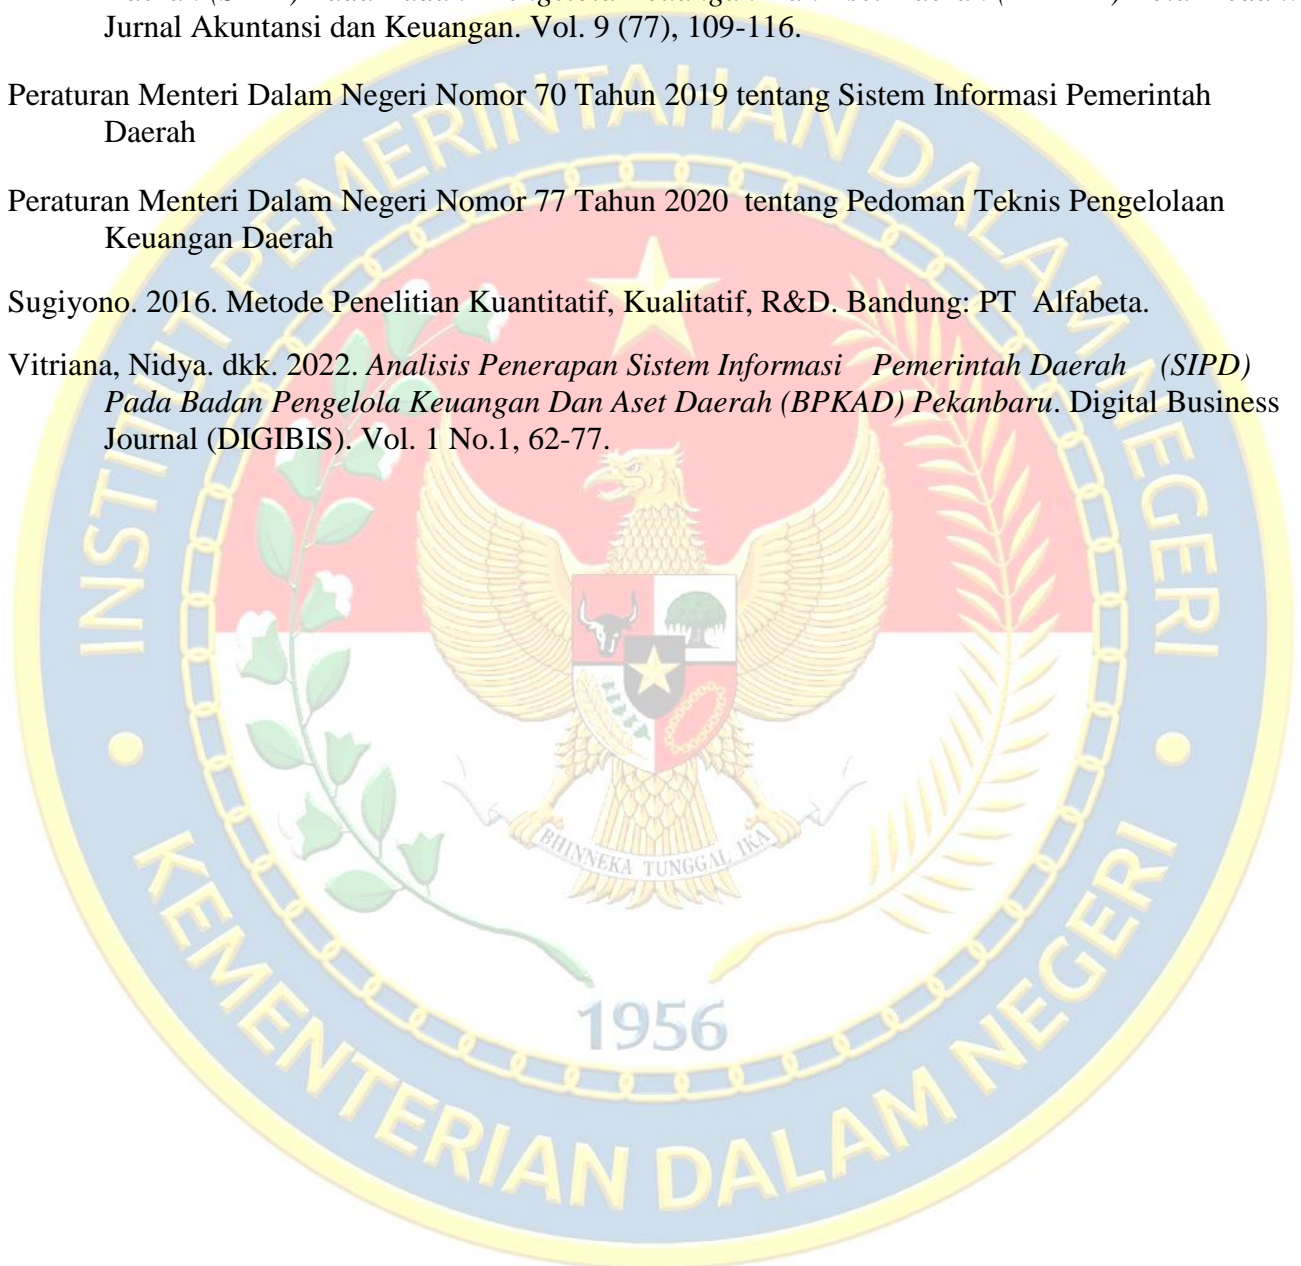 Jurnal Akuntansi dan Keuangan. Vol. 9 (77), 109-116.
Peraturan Menteri Dalam Negeri Nomor 70 Tahun 2019 tentang Sistem Informasi Pemerintah
Daerah
Peraturan Menteri Dalam Negeri Nomor 77 Tahun 2020 tentang Pedoman Teknis Pengelolaan
Keuangan Daerah
Sugiyono. 2016. Metode Penelitian Kuantitatif, Kualitatif, R&D. Bandung: PT Alfabeta.
Vitriana, Nidya. dkk. 2022. Analisis Penerapan Sistem Informasi Pemerintah Daerah (SIPD)
Pada Badan Pengelola Keuangan Dan Aset Daerah (BPKAD) Pekanbaru. Digital Business
Journal (DIGIBIS). Vol. 1 No.1, 62-77.
INSTITUT PEMERINTAHAN DALAM NEGERI
BHINNEKA TUNGGAL IKA
1956
KEMENTERIAN DALAM NEGERI